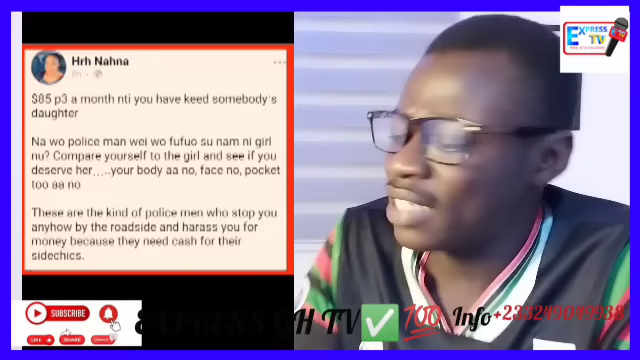 EXPRESS TV
Hrh Nahna
8h
$85 p3 a month nti you have keed somebody's
daughter
Na wo police man wei wo fufuo su nam ni girl
nu? Compare yourself to the girl and see if you
deserve her.....your body aa no, face no, pocket
too aa no
These are the kind of police men who stop you
anyhow by the roadside and harass you for
money because they need cash for their
sidechics.
SUBSCRIBE
LIKE SHARE
H TV✅ 💯 Info+233249049938